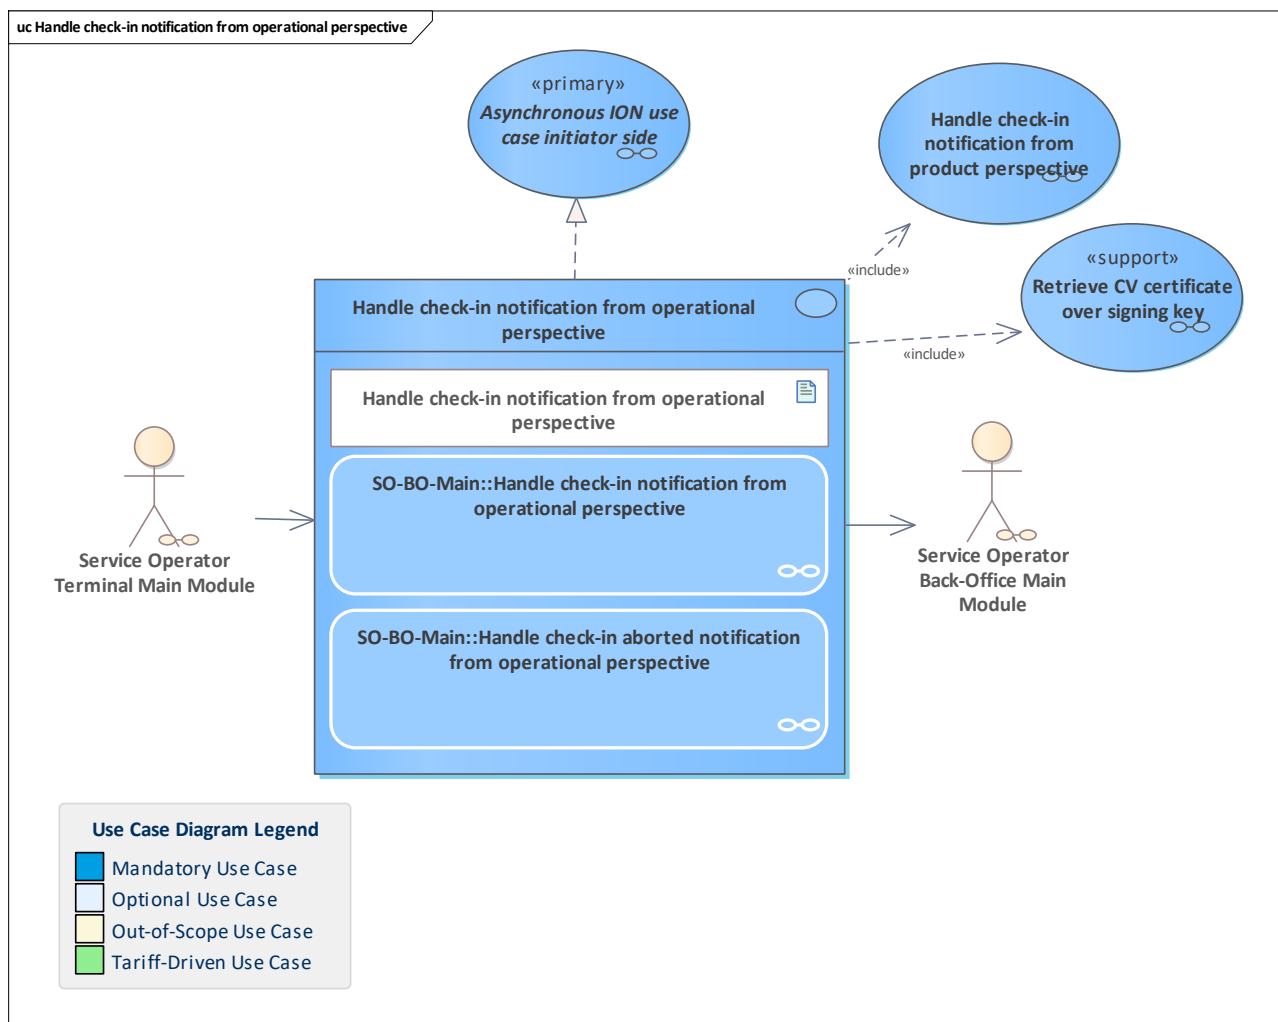 uc Handle check-in notification from operational perspective
«primary»
Asynchronous ION use
case initiator side
Handle check-in
notification from
product perspective
«include»
«support»
Retrieve CV certificate
over signing key
«include»
Handle check-in notification from operational
perspective
Handle check-in notification from operational
perspective
SO-BO-Main::Handle check-in notification from
operational perspective
SO-BO-Main::Handle check-in aborted notification
from operational perspective
Service Operator
Terminal Main Module
Service Operator
Back-Office Main
Module
Use Case Diagram Legend
Mandatory Use Case
Optional Use Case
Out-of-Scope Use Case
Tariff-Driven Use Case